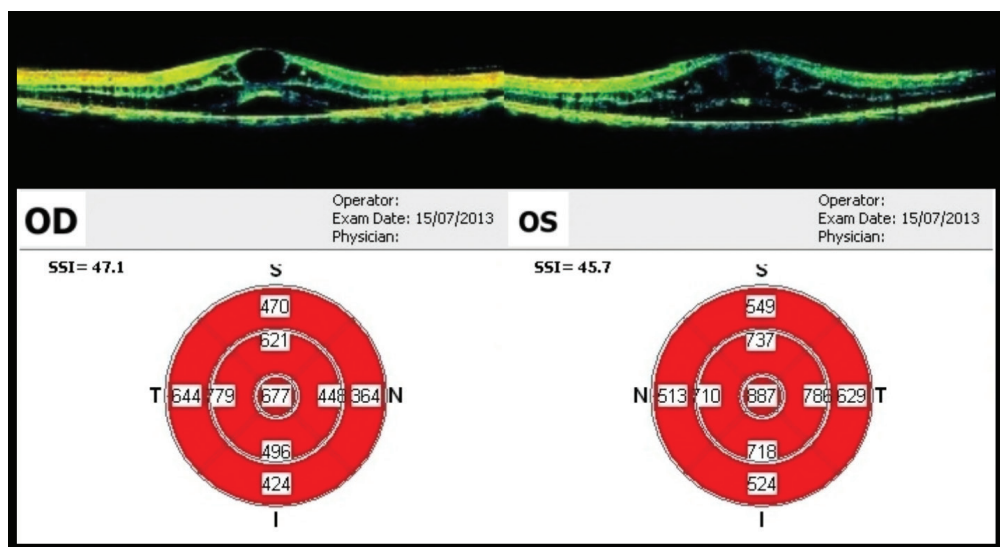 OD
Operator:
Exam Date: 15/07/2013
Physician:
OS
Operator:
Exam Date: 15/07/2013
Physician:
SSI= 47.1
S
470
621
T 644 779 677 448 364 N
496
424
I
SSI= 45.7
S
549
737
N 513 710 887 786 629 T
718
524
I